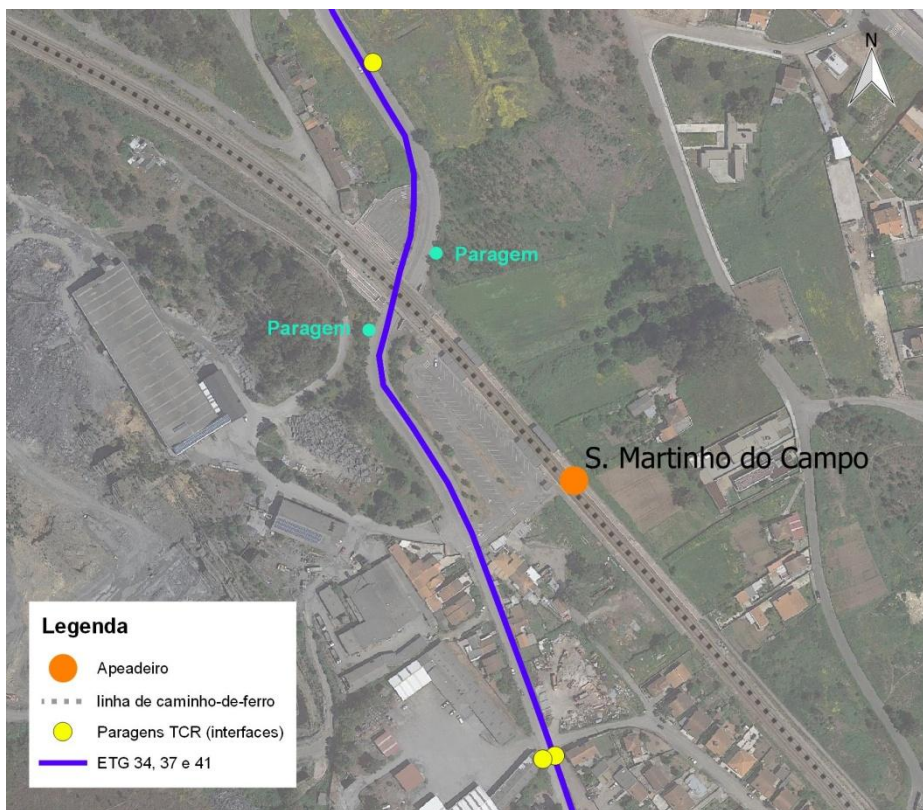 N
Paragem
Paragem
S. Martinho do Campo
Legenda
Apeadeiro
linha de caminho-de-ferro
Paragens TCR (interfaces)
ETG 34, 37 e 41